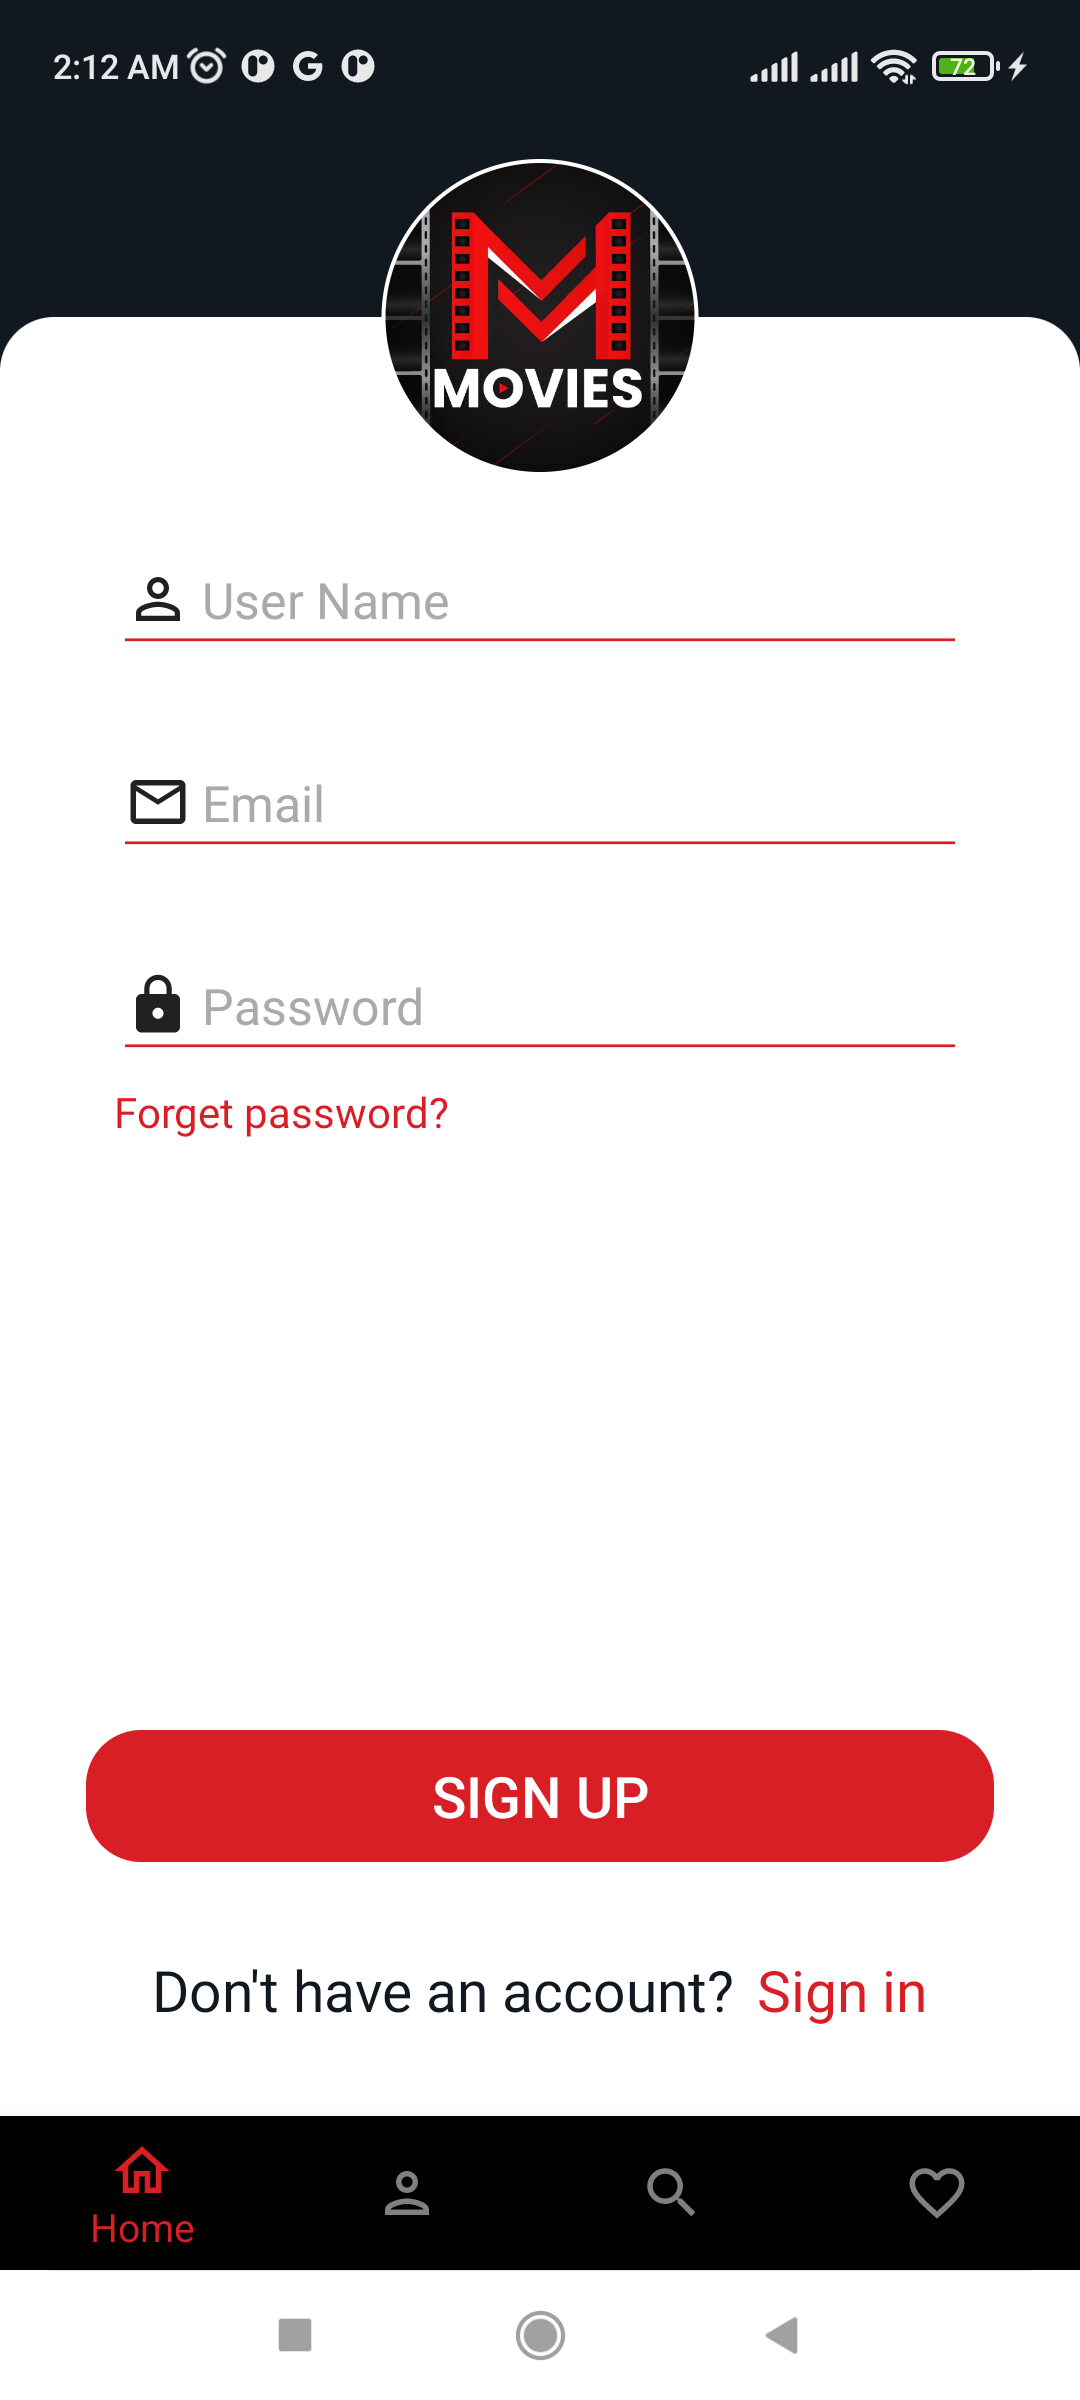 2:12 AM
72
MOVIES
User Name
Email
Password
Forget password?
SIGN UP
Don't have an account? Sign in
Home